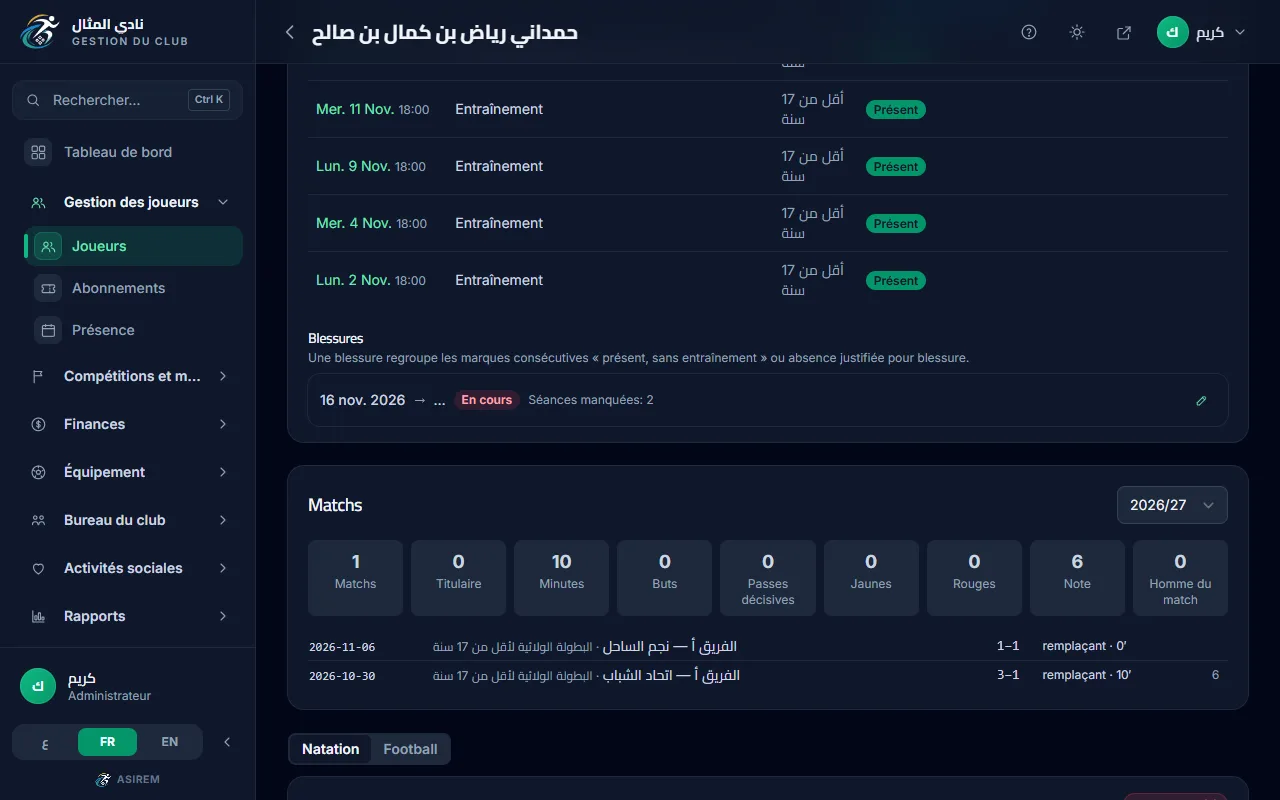 نادي المثال
GESTION DU CLUB
حمداني رياض بن كمال بن صالح
ك
كريم
Rechercher...
Ctrl K
Tableau de bord
Gestion des joueurs
Joueurs
Abonnements
Présence
Compétitions et m...
Finances
Équipement
Bureau du club
Activités sociales
Rapports
ك
كريم
Administrateur
ع
FR
EN
ASIREM
سنة
Mer. 11 Nov. 18:00
Entraînement
أقل من 17
سنة
Présent
Lun. 9 Nov. 18:00
Entraînement
أقل من 17
سنة
Présent
Mer. 4 Nov. 18:00
Entraînement
أقل من 17
سنة
Présent
Lun. 2 Nov. 18:00
Entraînement
أقل من 17
سنة
Présent
Blessures
Une blessure regroupe les marques consécutives « présent, sans entraînement » ou absence justifiée pour blessure.
16 nov. 2026 → ... En cours Séances manquées: 2
Matchs
2026/27
1
Matchs
0
Titulaire
10
Minutes
0
Buts
0
Passes
décisives
0
Jaunes
0
Rouges
6
Note
0
Homme du
match
2026-11-06
الفريق أ — نجم الساحل · البطولة الولائية لأقل من 17 سنة
1–1
remplaçant · 0′
2026-10-30
الفريق أ — اتحاد الشباب · البطولة الولائية لأقل من 17 سنة
3–1
remplaçant · 10′
6
Natation
Football